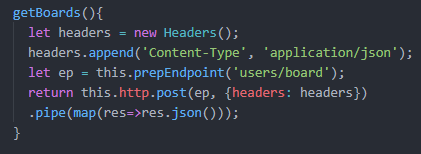 getBoards(){
let headers = new Headers();
headers.append('Content-Type', 'application/json');
let ep = this.prepEndpoint('users/board');
return this.http.post(ep, {headers: headers})
.pipe(map(res=>res.json()));
}